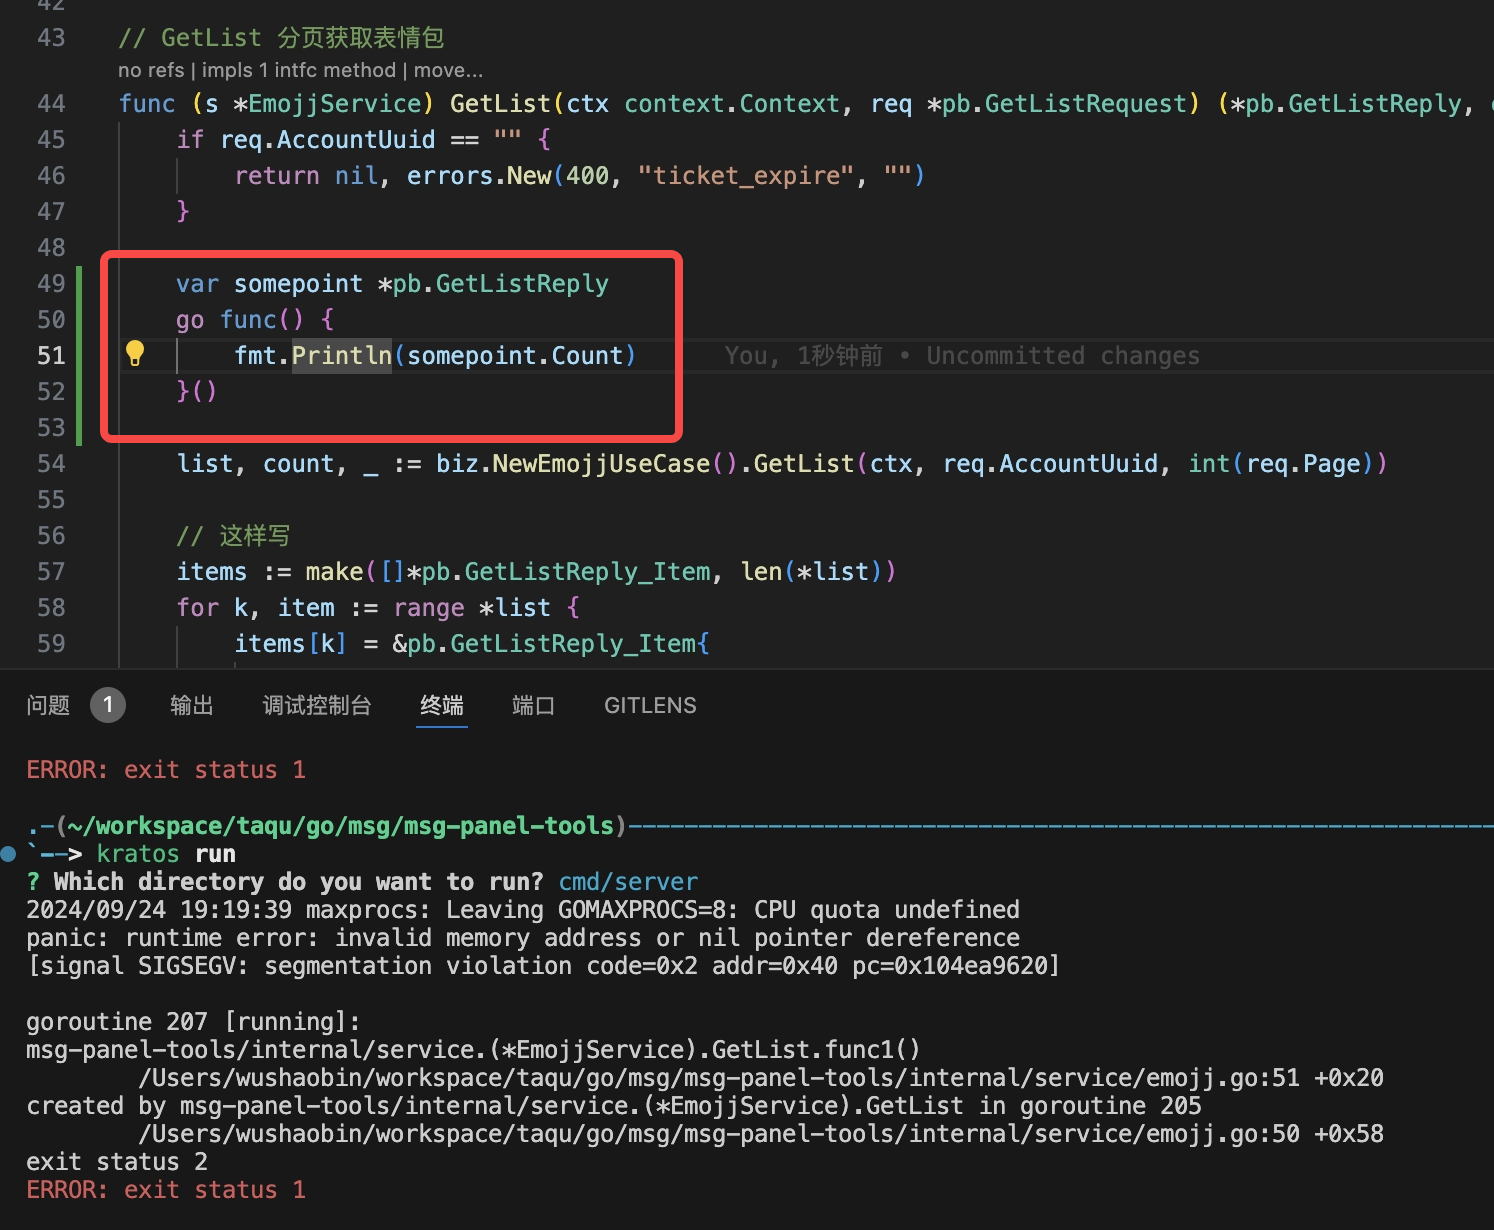 42
43 // GetList 分页获取表情包
no refs | impls 1 intfc method | move...
44 func (s *EmojjService) GetList(ctx context.Context, req *pb.GetListRequest) (*pb.GetListReply,
45 if req.AccountUuid == "" {
46 return nil, errors.New(400, "ticket_expire", "")
47 }
48
49 var somepoint *pb.GetListReply
50 go func() {
51 fmt.Println(somepoint.Count) You, 1秒钟前 • Uncommitted changes
52 }()
53
54 list, count, _ := biz.NewEmojjUseCase().GetList(ctx, req.AccountUuid, int(req.Page))
55
56 // 这样写
57 items := make([]*pb.GetListReply_Item, len(*list))
58 for k, item := range *list {
59 items[k] = &pb.GetListReply_Item{
问题 1 输出 调试控制台 终端 端口 GITLENS
ERROR: exit status 1
.-(~/workspace/taqu/go/msg/msg-panel-tools)
`--> kratos run
? Which directory do you want to run? cmd/server
2024/09/24 19:19:39 maxprocs: Leaving GOMAXPROCS=8: CPU quota undefined
panic: runtime error: invalid memory address or nil pointer dereference
[signal SIGSEGV: segmentation violation code=0x2 addr=0x40 pc=0x104ea9620]
goroutine 207 [running]:
msg-panel-tools/internal/service.(*EmojjService).GetList.func1()
/Users/wushaobin/workspace/taqu/go/msg/msg-panel-tools/internal/service/emojj.go:51 +0x20
created by msg-panel-tools/internal/service.(*EmojjService).GetList in goroutine 205
/Users/wushaobin/workspace/taqu/go/msg/msg-panel-tools/internal/service/emojj.go:50 +0x58
exit status 2
ERROR: exit status 1